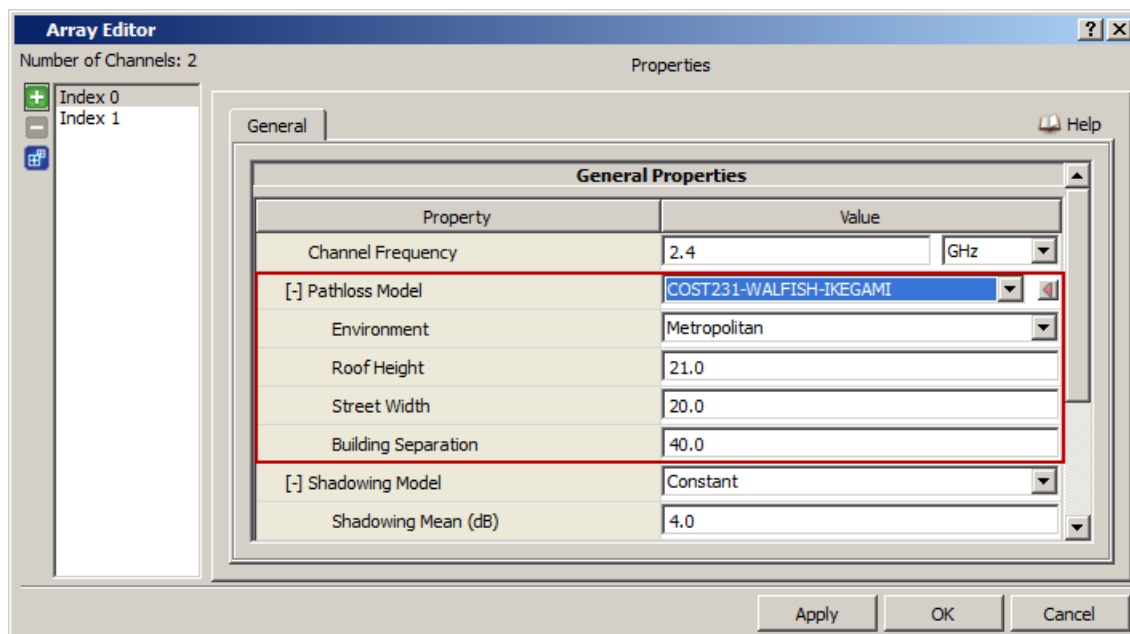 Array Editor
Number of Channels: 2
Properties
Index 0
Index 1
General
Help
General Properties
Property Value
Channel Frequency 2.4 GHz
[-] Pathloss Model COST231-WALFISH-IKEGAMI
Environment Metropolitan
Roof Height 21.0
Street Width 20.0
Building Separation 40.0
[-] Shadowing Model Constant
Shadowing Mean (dB) 4.0
Apply OK Cancel